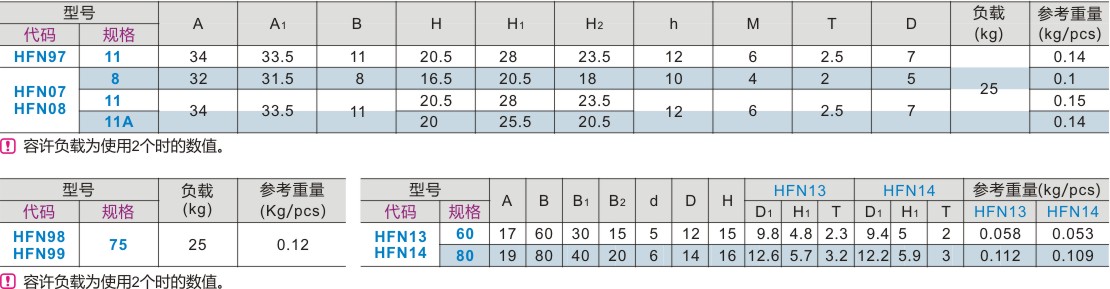 型号 A A1 B H H1 H2 h M T D 负载 (kg) 参考重量 (kg/pcs)
代码 规格
HFN97 11 34 33.5 11 20.5 28 23.5 12 6 2.5 7 25 0.14
HFN07 HFN08 8 32 31.5 8 16.5 20.5 18 10 4 2 5 0.1
11 34 33.5 11 20.5 28 23.5 12 6 2.5 7 0.15
11A 20 25.5 20.5 0.14
容许负载为使用2个时的数值。
型号 负载 (kg) 参考重量 (Kg/pcs)
代码 规格
HFN98 HFN99 75 25 0.12
容许负载为使用2个时的数值。
型号 A B B1 B2 d D H HFN13 HFN14 参考重量(kg/pcs)
代码 规格 D1 H1 T D1 H1 T HFN13 HFN14
HFN13 60 17 60 30 15 5 12 15 9.8 4.8 2.3 9.4 5 2 0.058 0.053
HFN14 80 19 80 40 20 6 14 16 12.6 5.7 3.2 12.2 5.9 3 0.112 0.109